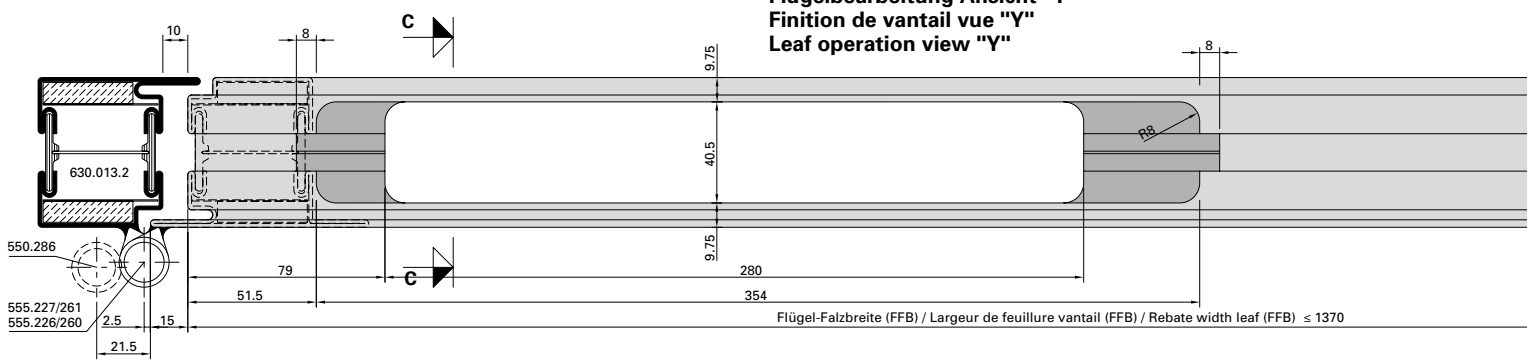 Finition de vantail vue "Y"
Leaf operation view "Y"
C
10
8
9.75
8
R8
40.5
630.013.2
9.75
550.286
79
C
280
51.5
354
555.227/261
555.226/260
2.5
15
Flügel-Falzbreite (FFB) / Largeur de feuillure vantail (FFB) / Rebate width leaf (FFB) ≤ 1370
21.5